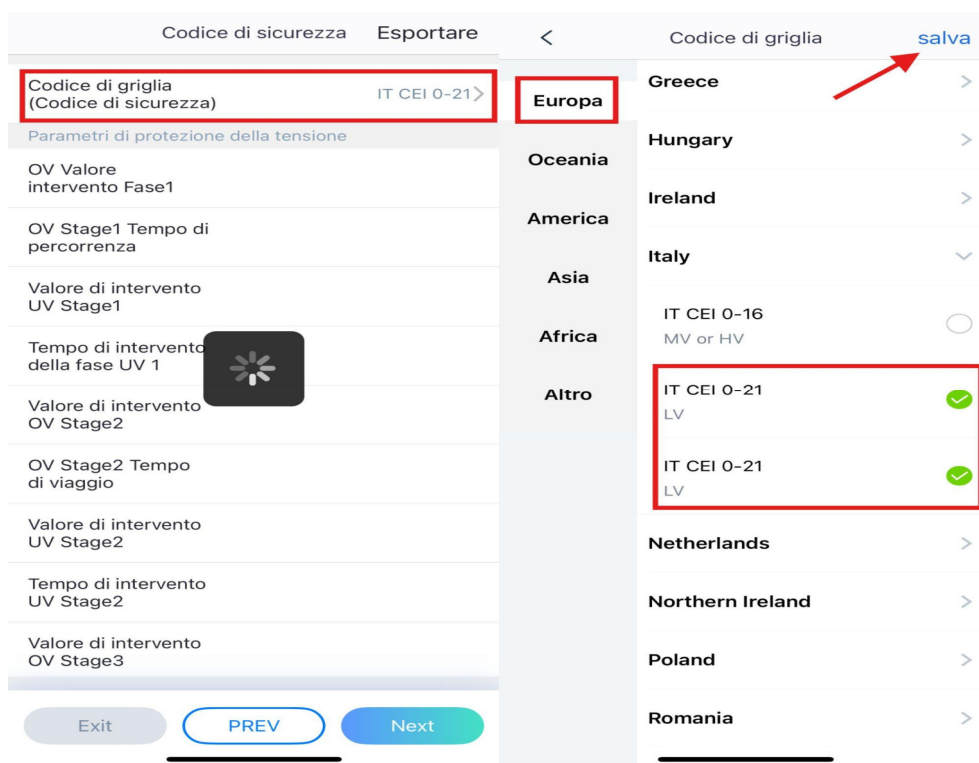 Codice di sicurezza Esportare
Codice di griglia
(Codice di sicurezza)
IT CEI 0-21
Parametri di protezione della tensione
OV Valore
intervento Fase1
OV Stage1 Tempo di
percorrenza
Valore di intervento
UV Stage1
Tempo di intervento
della fase UV 1
Valore di intervento
OV Stage2
OV Stage2 Tempo
di viaggio
Valore di intervento
UV Stage2
Tempo di intervento
UV Stage2
Valore di intervento
OV Stage3
Exit PREV Next
Codice di griglia salva
Europa
Oceania
America
Asia
Africa
Altro
Greece
Hungary
Ireland
Italy
IT CEI 0-16
MV or HV
IT CEI 0-21
LV
IT CEI 0-21
LV
Netherlands
Northern Ireland
Poland
Romania